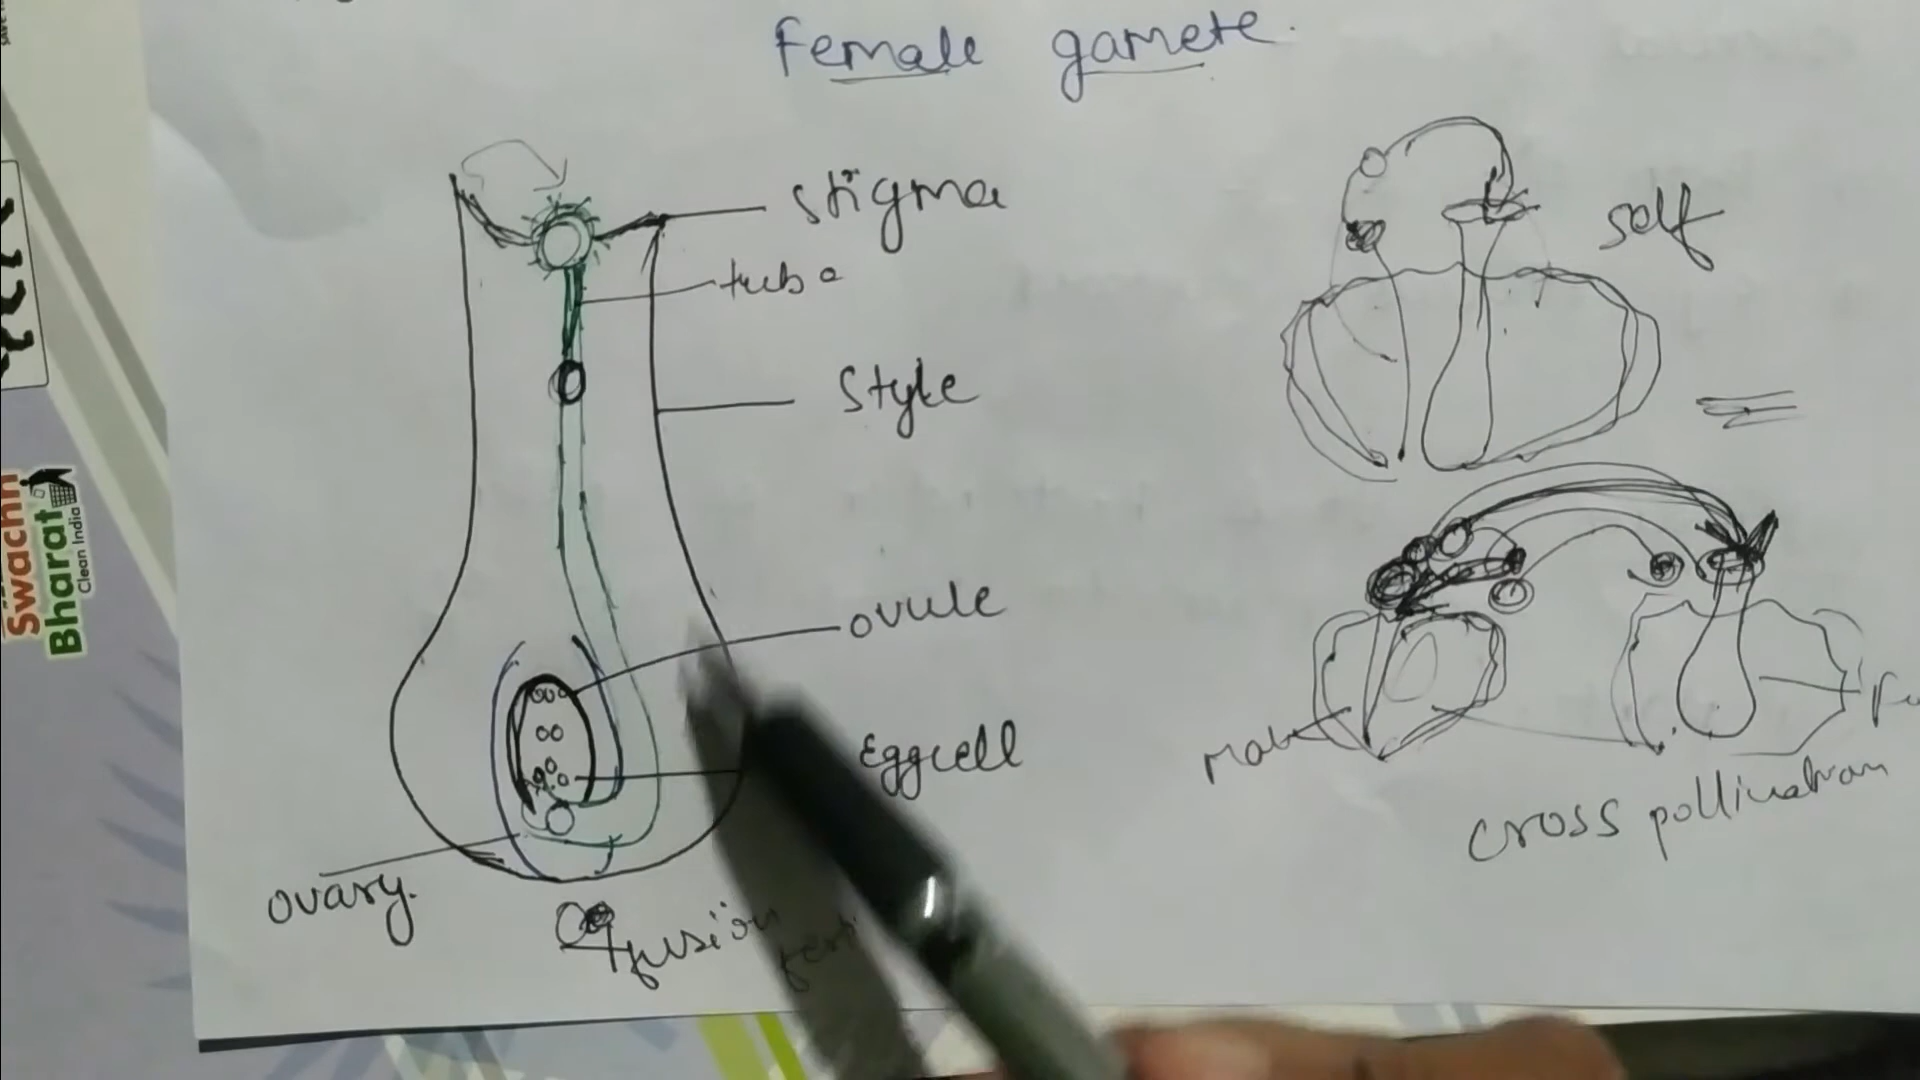 Female gamete.
Stigma
tube
Style
ovule
Eggcell
ovary.
fusion
self
cross pollination
Swachh
Bharat
Clean India